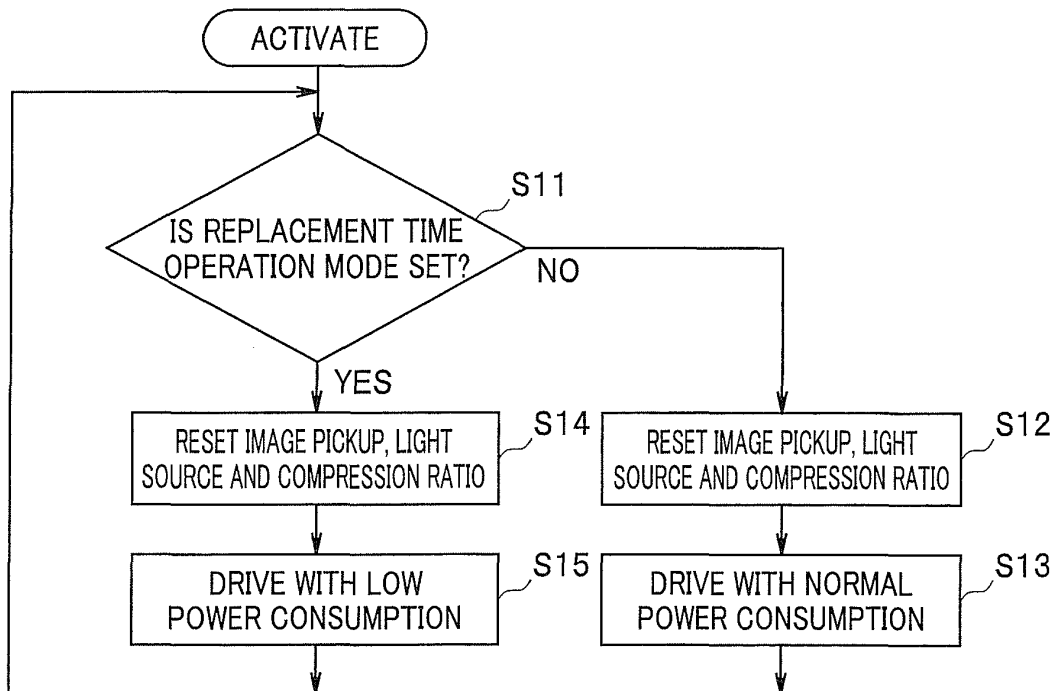 ACTIVATE
S11
IS REPLACEMENT TIME
OPERATION MODE SET?
NO
YES
S14
RESET IMAGE PICKUP, LIGHT
SOURCE AND COMPRESSION RATIO
S12
RESET IMAGE PICKUP, LIGHT
SOURCE AND COMPRESSION RATIO
S15
DRIVE WITH LOW
POWER CONSUMPTION
S13
DRIVE WITH NORMAL
POWER CONSUMPTION